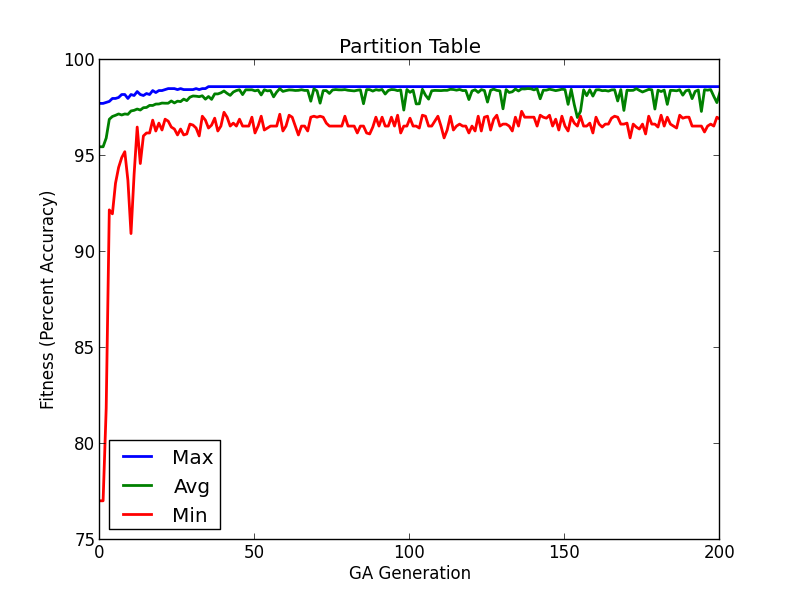 Partition Table
Fitness (Percent Accuracy)
100
95
90
85
80
75
Max
Avg
Min
0 50 100 150 200
GA Generation